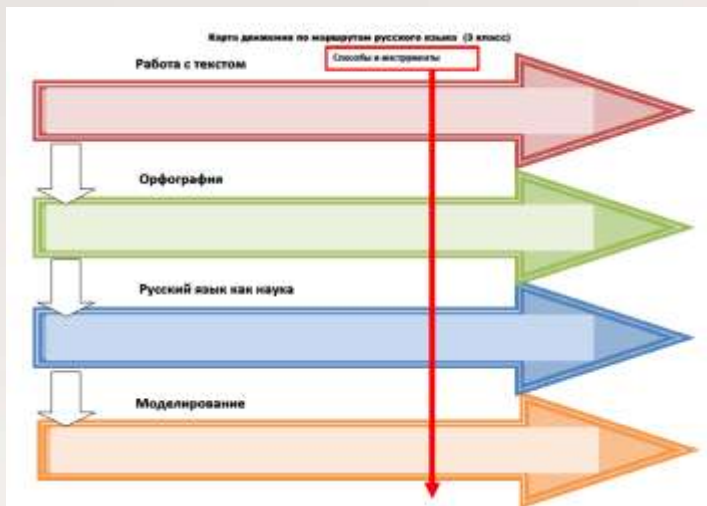 Карта движения по маршрутам русского языка (3 класс)
Способы и инструменты
Работа с текстом
Орфография
Русский язык как наука
Моделирование